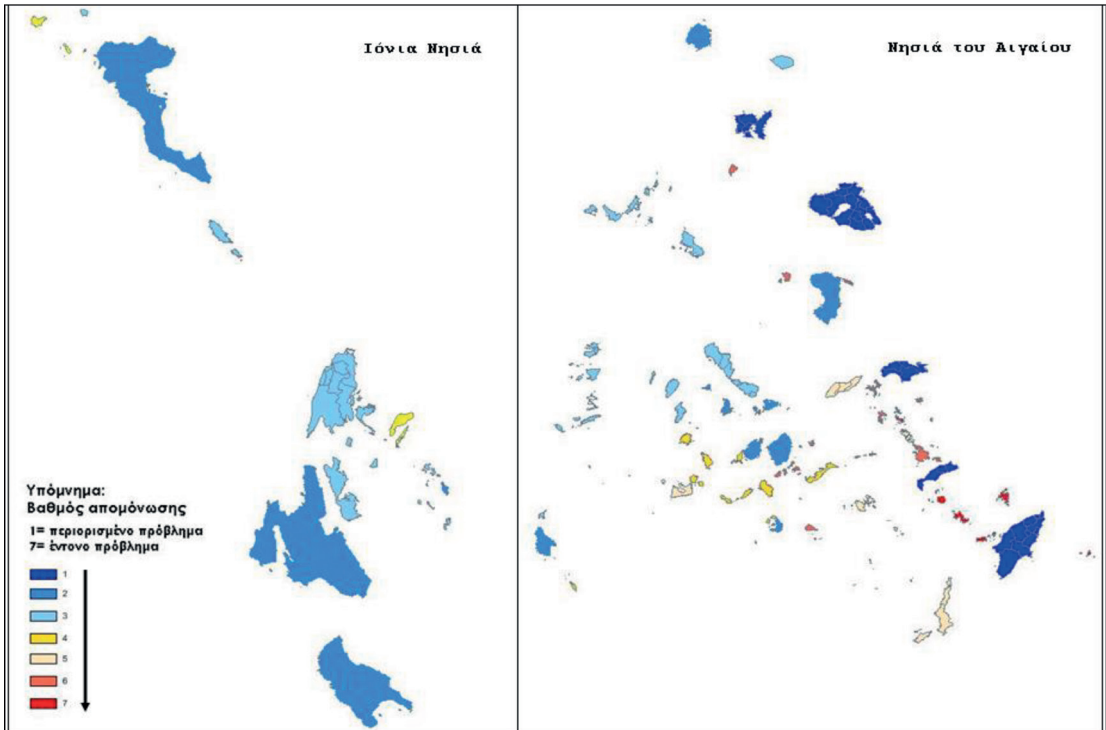 Ιόνια Νησιά
Νησιά του Αιγαίου
Υπόμνημα:
Βαθμός απομόνωσης
1= περιορισμένο πρόβλημα
7= έντονο πρόβλημα
1
2
3
4
5
6
7